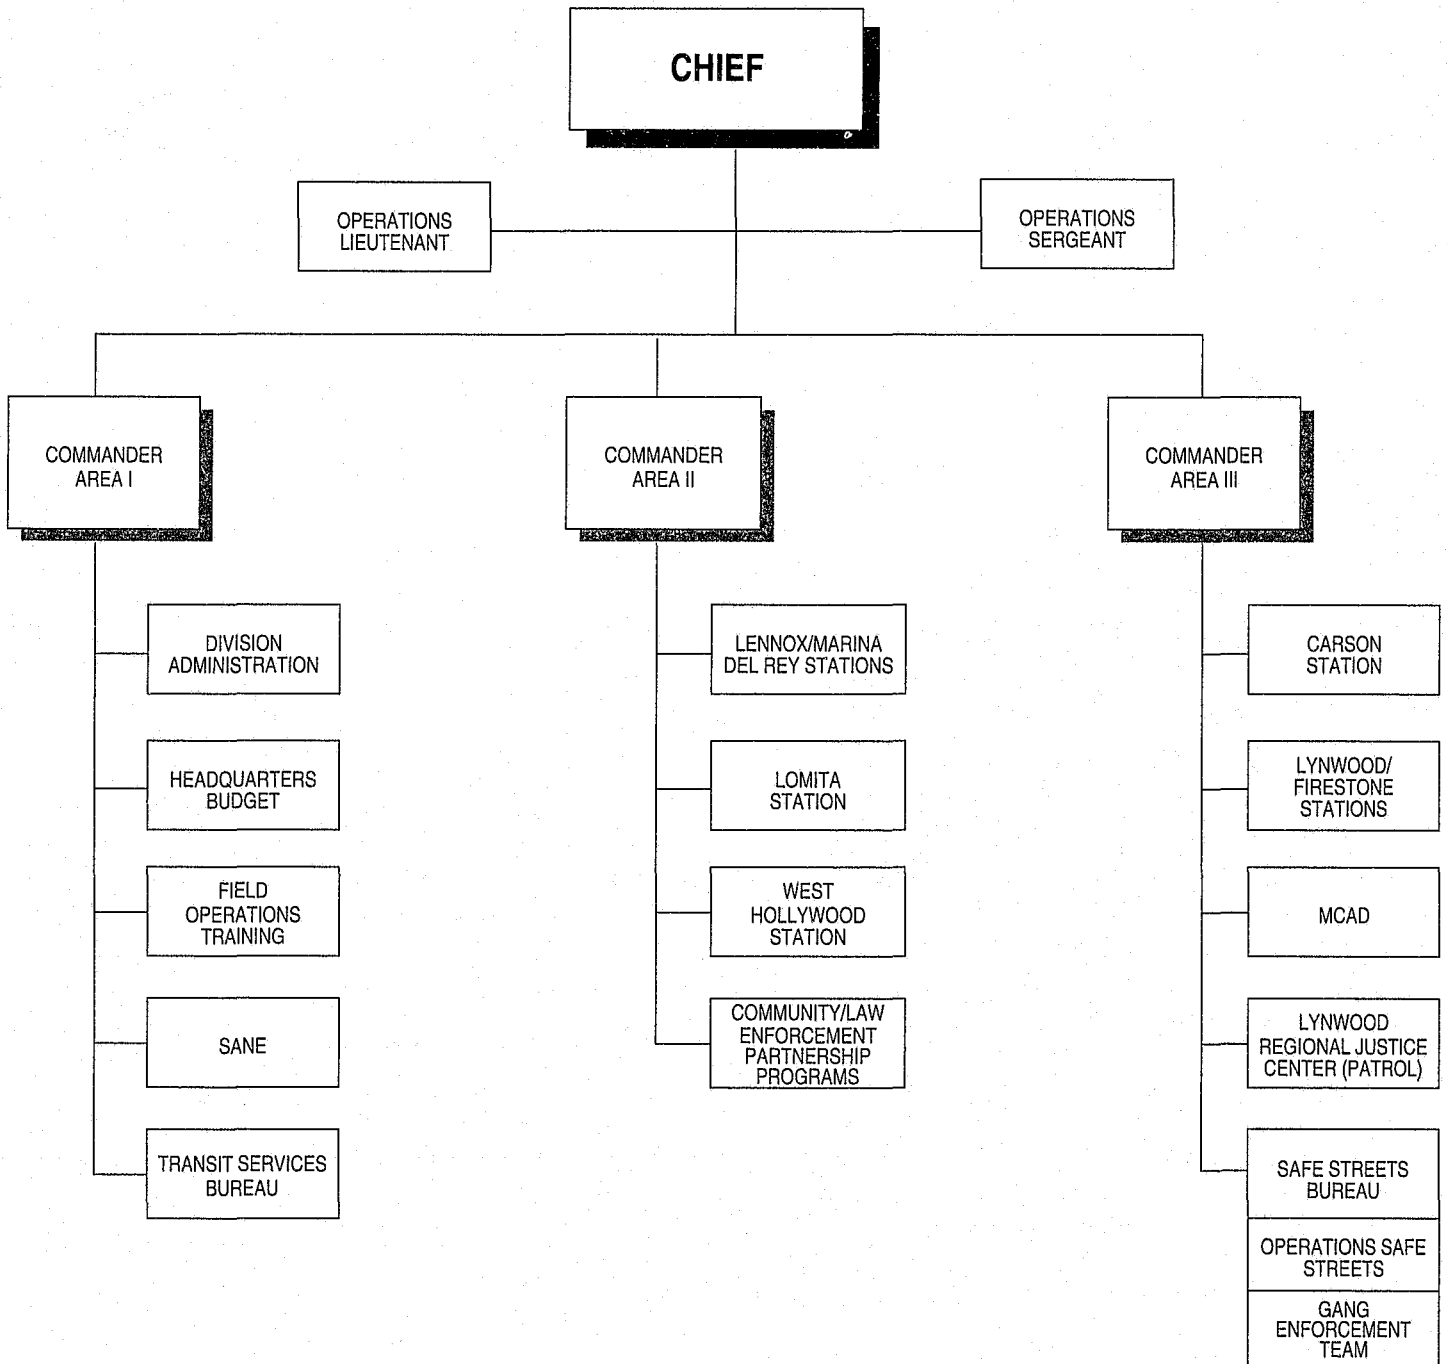 CHIEF
OPERATIONS
LIEUTENANT
OPERATIONS
SERGEANT
COMMANDER
AREA I
COMMANDER
AREA II
COMMANDER
AREA III
DIVISION
ADMINISTRATION
HEADQUARTERS
BUDGET
FIELD
OPERATIONS
TRAINING
SANE
TRANSIT SERVICES
BUREAU
LENNOX/MARINA
DEL REY STATIONS
LOMITA
STATION
WEST
HOLLYWOOD
STATION
COMMUNITY/LAW
ENFORCEMENT
PARTNERSHIP
PROGRAMS
CARSON
STATION
LYNWOOD/
FIRESTONE
STATIONS
MCAD
LYNWOOD
REGIONAL JUSTICE
CENTER (PATROL)
SAFE STREETS
BUREAU
OPERATIONS SAFE
STREETS
GANG
ENFORCEMENT
TEAM